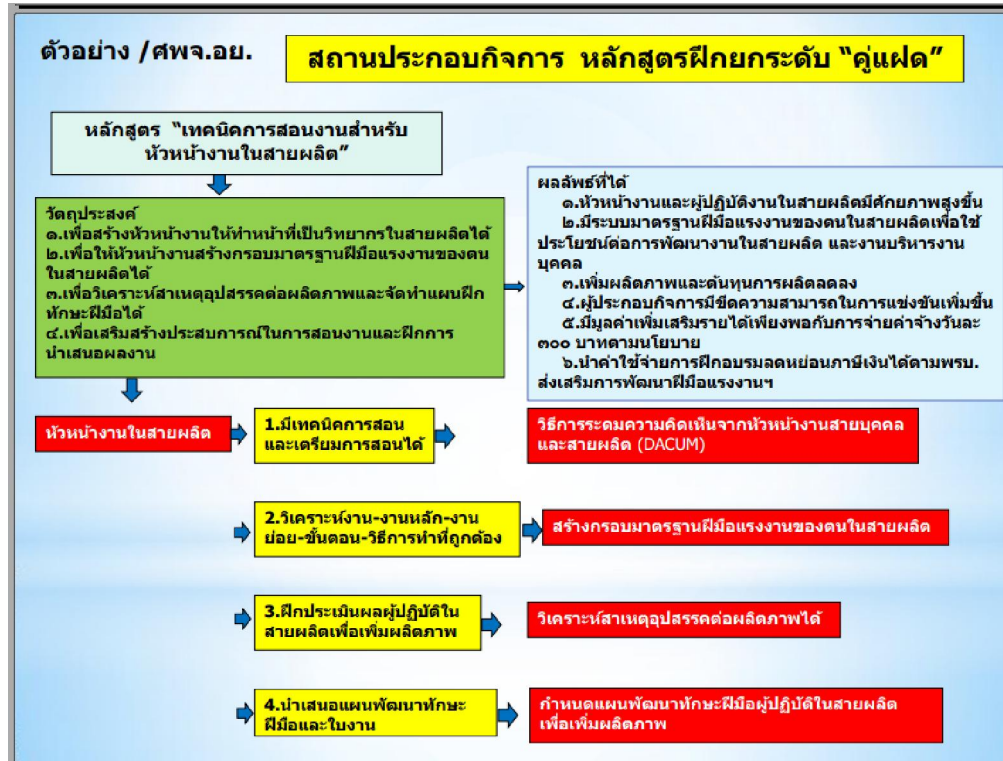 ตัวอย่าง /ศพจ.อย.
สถานประกอบกิจการ หลักสูตรฝึกยกระดับ “คู่แฝด”
หลักสูตร “เทคนิคการสอนงานสำหรับ
หัวหน้างานในสายผลิต”
วัตถุประสงค์
๑.เพื่อสร้างหัวหน้างานให้ทำหน้าที่เป็นวิทยากรในสายผลิตได้
๒.เพื่อให้หัวหน้างานสร้างกรอบมาตรฐานฝีมือแรงงานของตน
ในสายผลิตได้
๓.เพื่อวิเคราะห์สาเหตุอุปสรรคต่อผลิตภาพและจัดทำแผนฝึก
ทักษะฝีมือได้
๔.เพื่อเสริมสร้างประสบการณ์ในการสอนงานและฝึกการ
นำเสนอผลงาน
ผลลัพธ์ที่ได้
๑.หัวหน้างานและผู้ปฏิบัติงานในสายผลิตมีศักยภาพสูงขึ้น
๒.มีระบบมาตรฐานฝีมือแรงงานของตนในสายผลิตเพื่อใช้
ประโยชน์ต่อการพัฒนางานในสายผลิต และงานบริหารงาน
บุคคล
๓.เพิ่มผลิตภาพและต้นทุนการผลิตลดลง
๔.ผู้ประกอบกิจการมีขีดความสามารถในการแข่งขันเพิ่มขึ้น
๕.มีมูลค่าเพิ่มเสริมรายได้เพียงพอกับการจ่ายค่าจ้างวันละ
๓๐๐ บาทตามนโยบาย
๖.นำค่าใช้จ่ายการฝึกอบรมลดหย่อนภาษีเงินได้ตามพรบ.
ส่งเสริมการพัฒนาฝีมือแรงงานฯ
หัวหน้างานในสายผลิต
1.มีเทคนิคการสอน
และเตรียมการสอนได้
วิธีการระดมความคิดเห็นจากหัวหน้างานสายบุคคล
และสายผลิต (DACUM)
2.วิเคราะห์งาน-งานหลัก-งาน
ย่อย-ขั้นตอน-วิธีการทำที่ถูกต้อง
สร้างกรอบมาตรฐานฝีมือแรงงานของตนในสายผลิต
3.ฝึกประเมินผลผู้ปฏิบัติใน
สายผลิตเพื่อเพิ่มผลิตภาพ
วิเคราะห์สาเหตุอุปสรรคต่อผลิตภาพได้
4.นำเสนอแผนพัฒนาทักษะ
ฝีมือและใบงาน
กำหนดแผนพัฒนาทักษะฝีมือผู้ปฏิบัติในสายผลิต
เพื่อเพิ่มผลิตภาพ